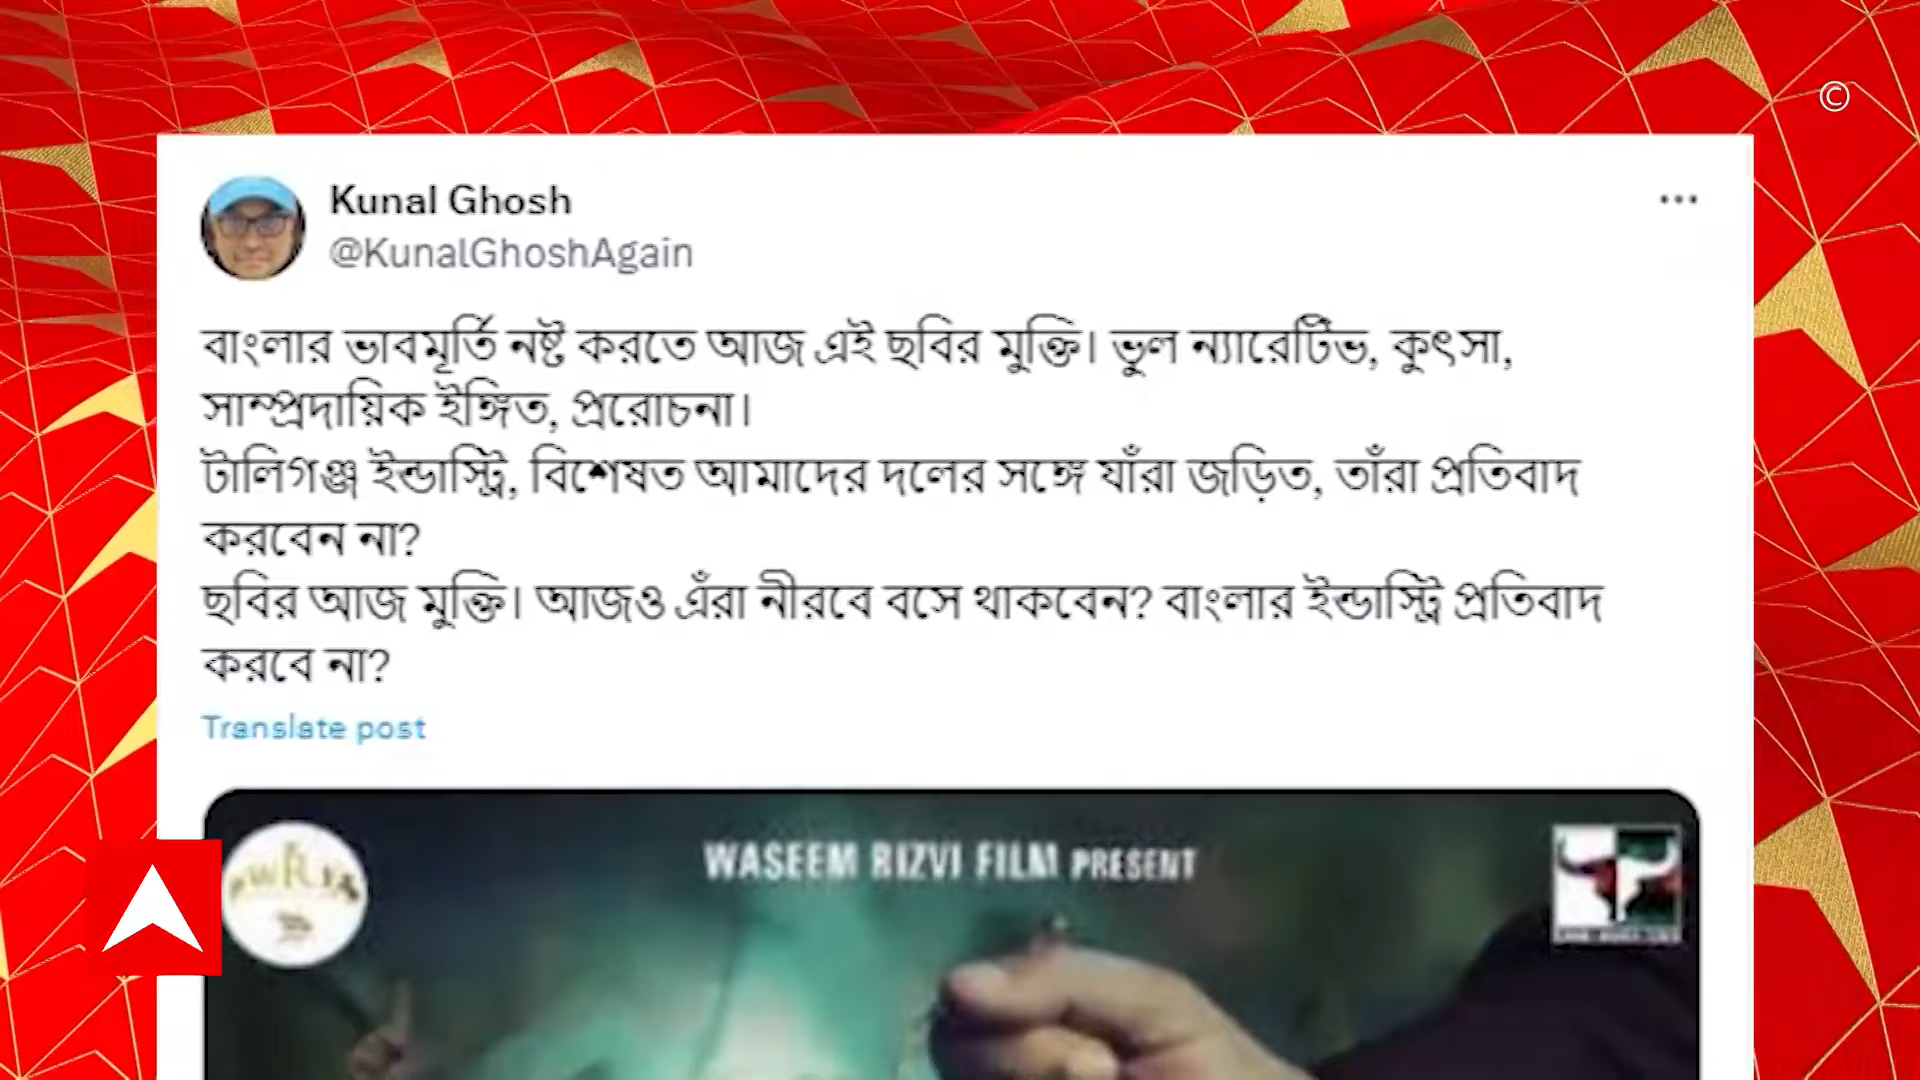 ©
Kunal Ghosh
@KunalGhoshAgain
বাংলার ভাবমূর্তি নষ্ট করতে আজ এই ছবির মুক্তি। ভুল ন্যারেটিভ, কুৎসা,
সাম্প্রদায়িক ইঙ্গিত, প্ররোচনা।
টালিগঞ্জ ইন্ডাস্ট্রি, বিশেষত আমাদের দলের সঙ্গে যাঁরা জড়িত, তাঁরা প্রতিবাদ
করবেন না?
ছবির আজ মুক্তি। আজও এঁরা নীরবে বসে থাকবেন? বাংলার ইন্ডাস্ট্রি প্রতিবাদ
করবে না?
Translate post
WASEEM RIZVI FILM PRESENT